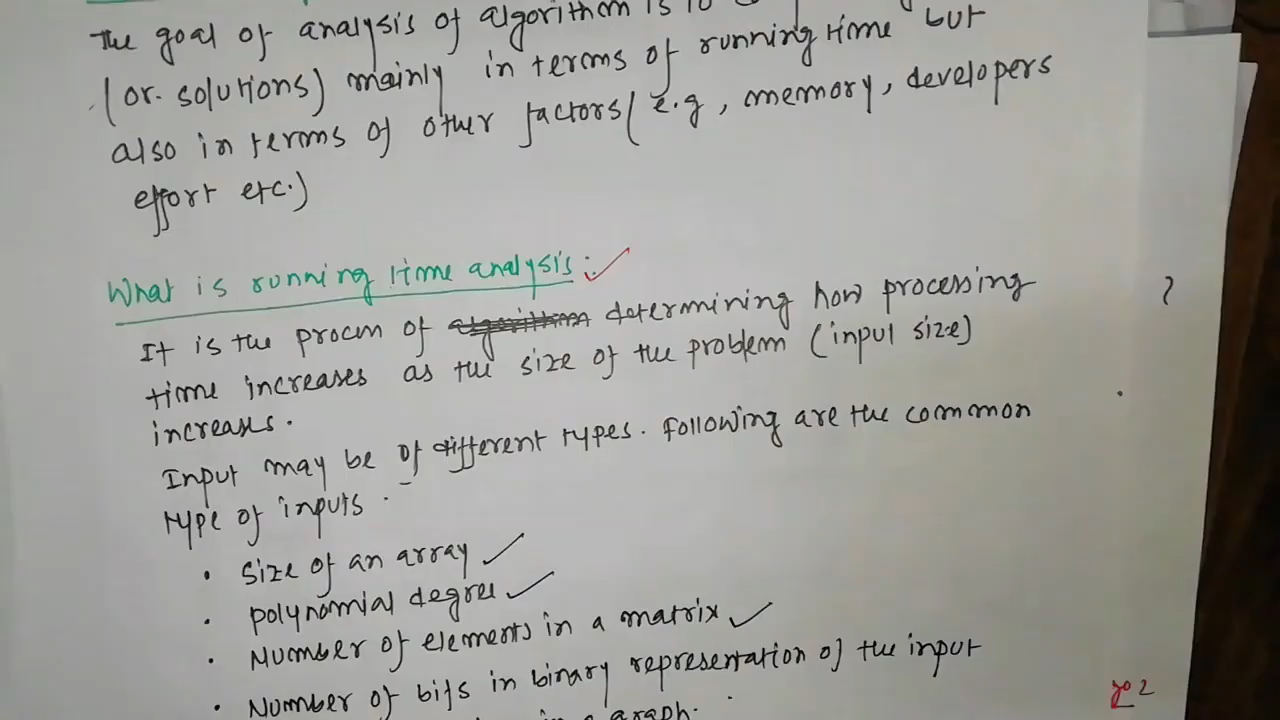 The goal of analysis of algorithm is to
(or. solutions) mainly in terms of running time but
also in terms of other factors( e.g, memory, developers
effort etc.)
What is running time analysis:
It is the procen of algorithm determining how processing
time increases as the size of the problem (input size)
increases.
Input may be of different types. Following are the common
type of inputs.
• Size of an array
• polynomial degree
• Number of elements in a matrix
• Number of bits in binary representation of the input
in a graph.